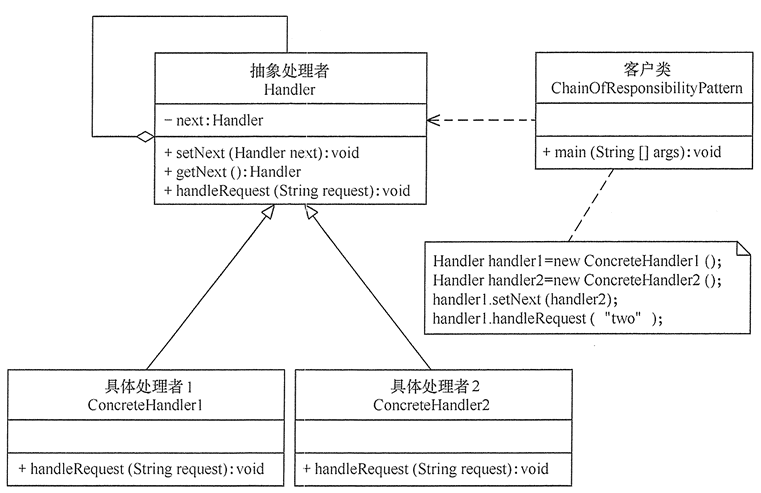 抽象处理者
Handler
- next:Handler
+ setNext (Handler next):void
+ getNext ():Handler
+ handleRequest (String request):void
客户类
ChainOfResponsibilityPattern
+ main (String [] args):void
Handler handler1=new ConcreteHandler1 ();
Handler handler2=new ConcreteHandler2 ();
handler1.setNext (handler2);
handler1.handleRequest ( "two" );
具体处理者1
ConcreteHandler1
+ handleRequest (String request):void
具体处理者2
ConcreteHandler2
+ handleRequest (String request):void